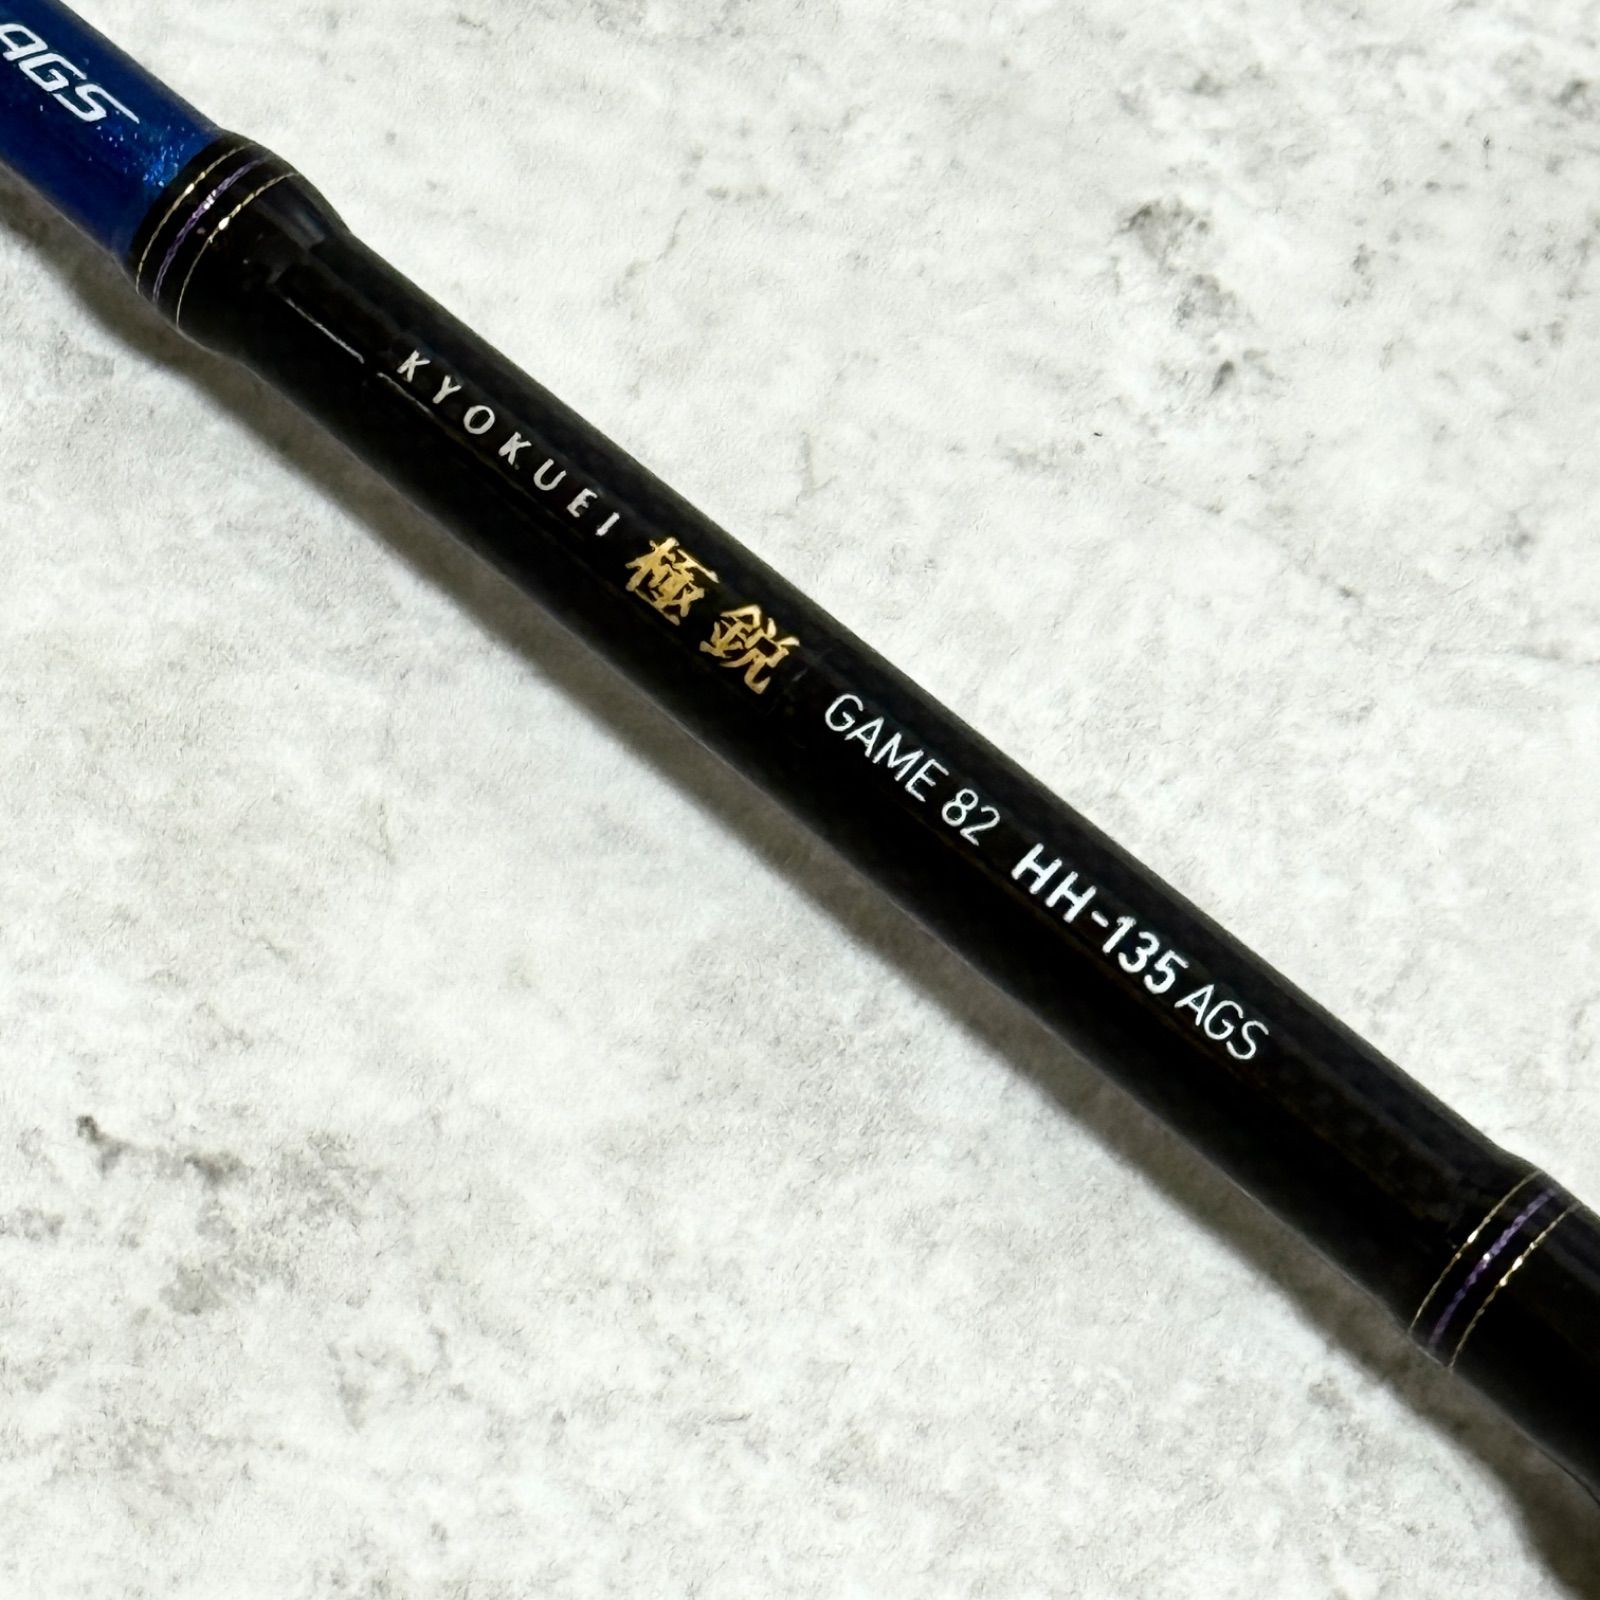 AGS
KYOKUEI 極鋭 GAME 82 HH-135 AGS